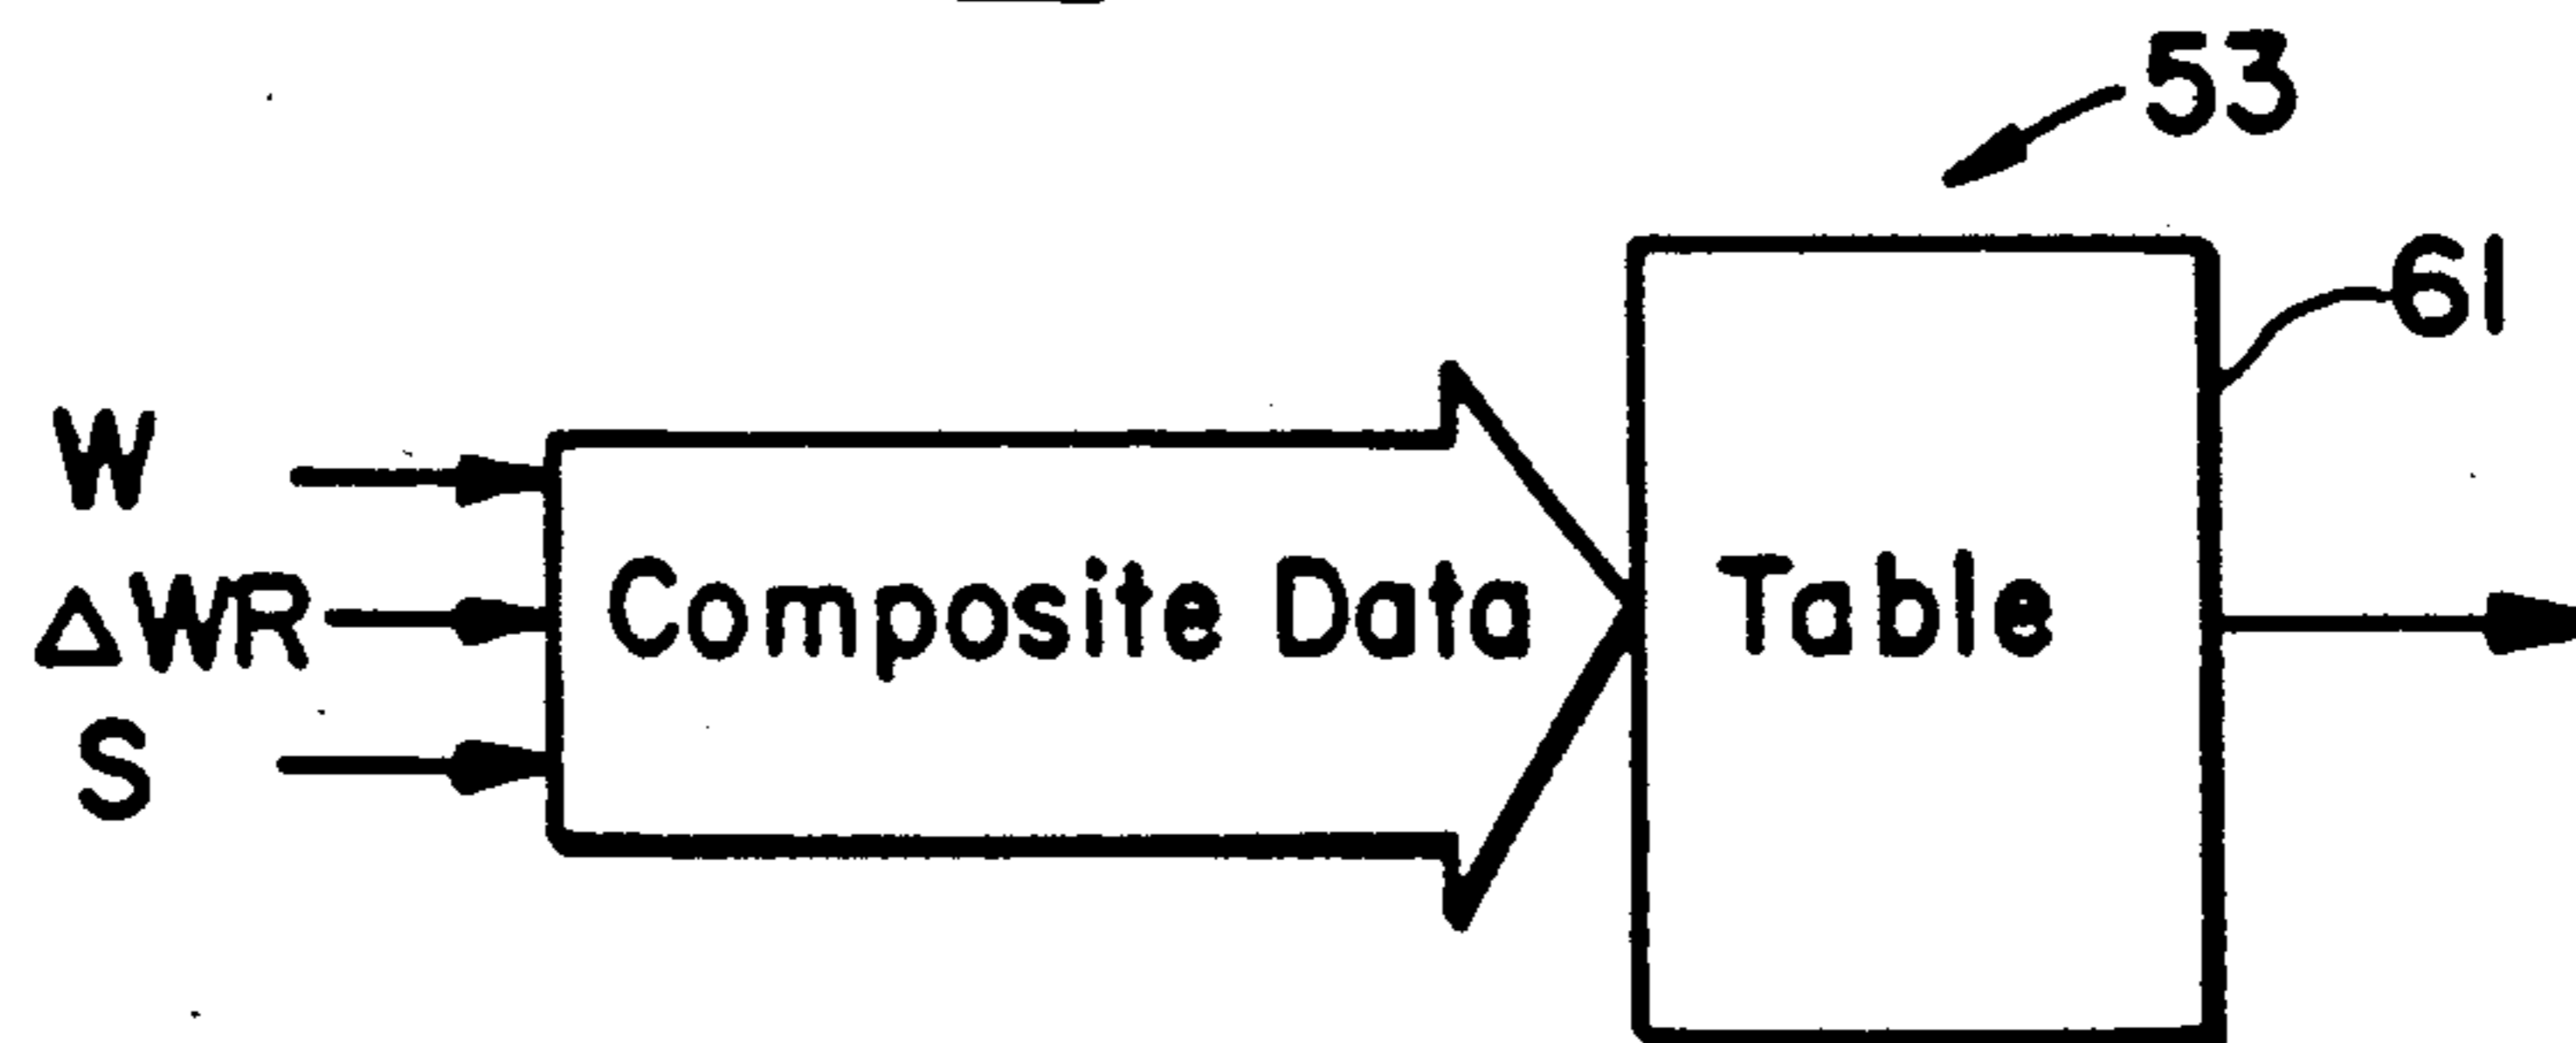 53
61
W
ΔWR
S
Composite Data
Table